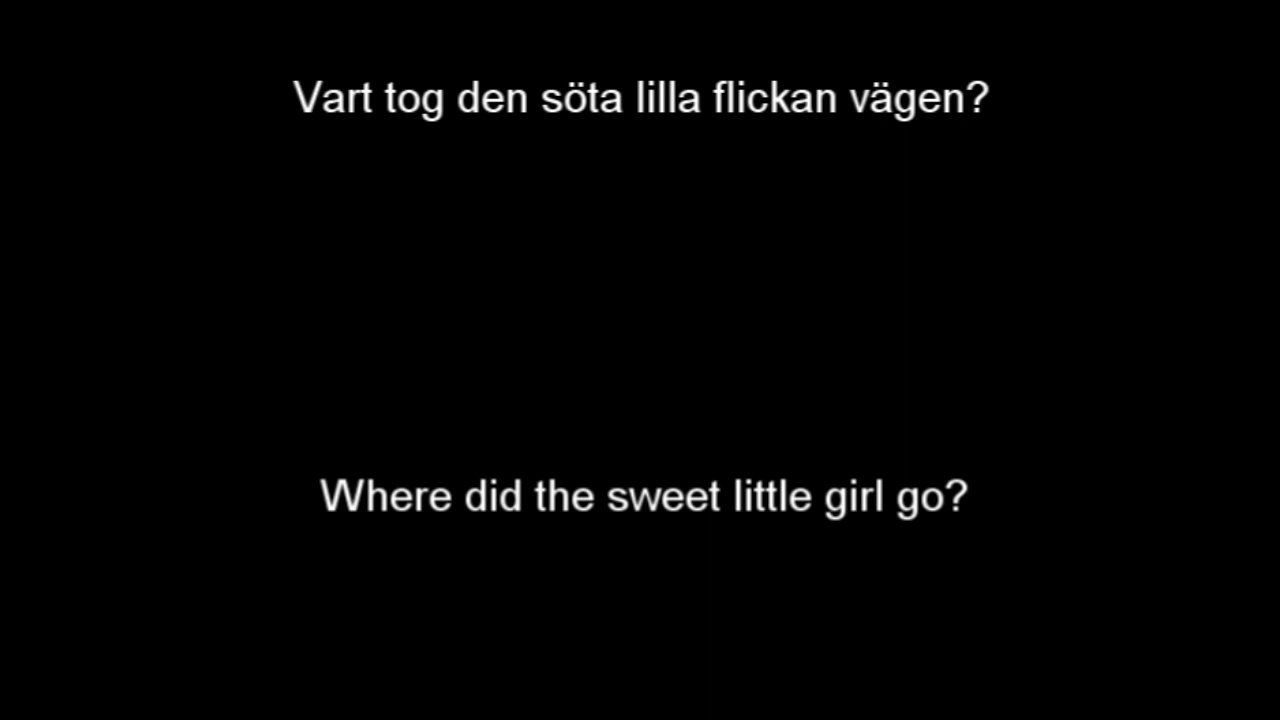 Vart tog den söta lilla flickan vägen?
Where did the sweet little girl go?